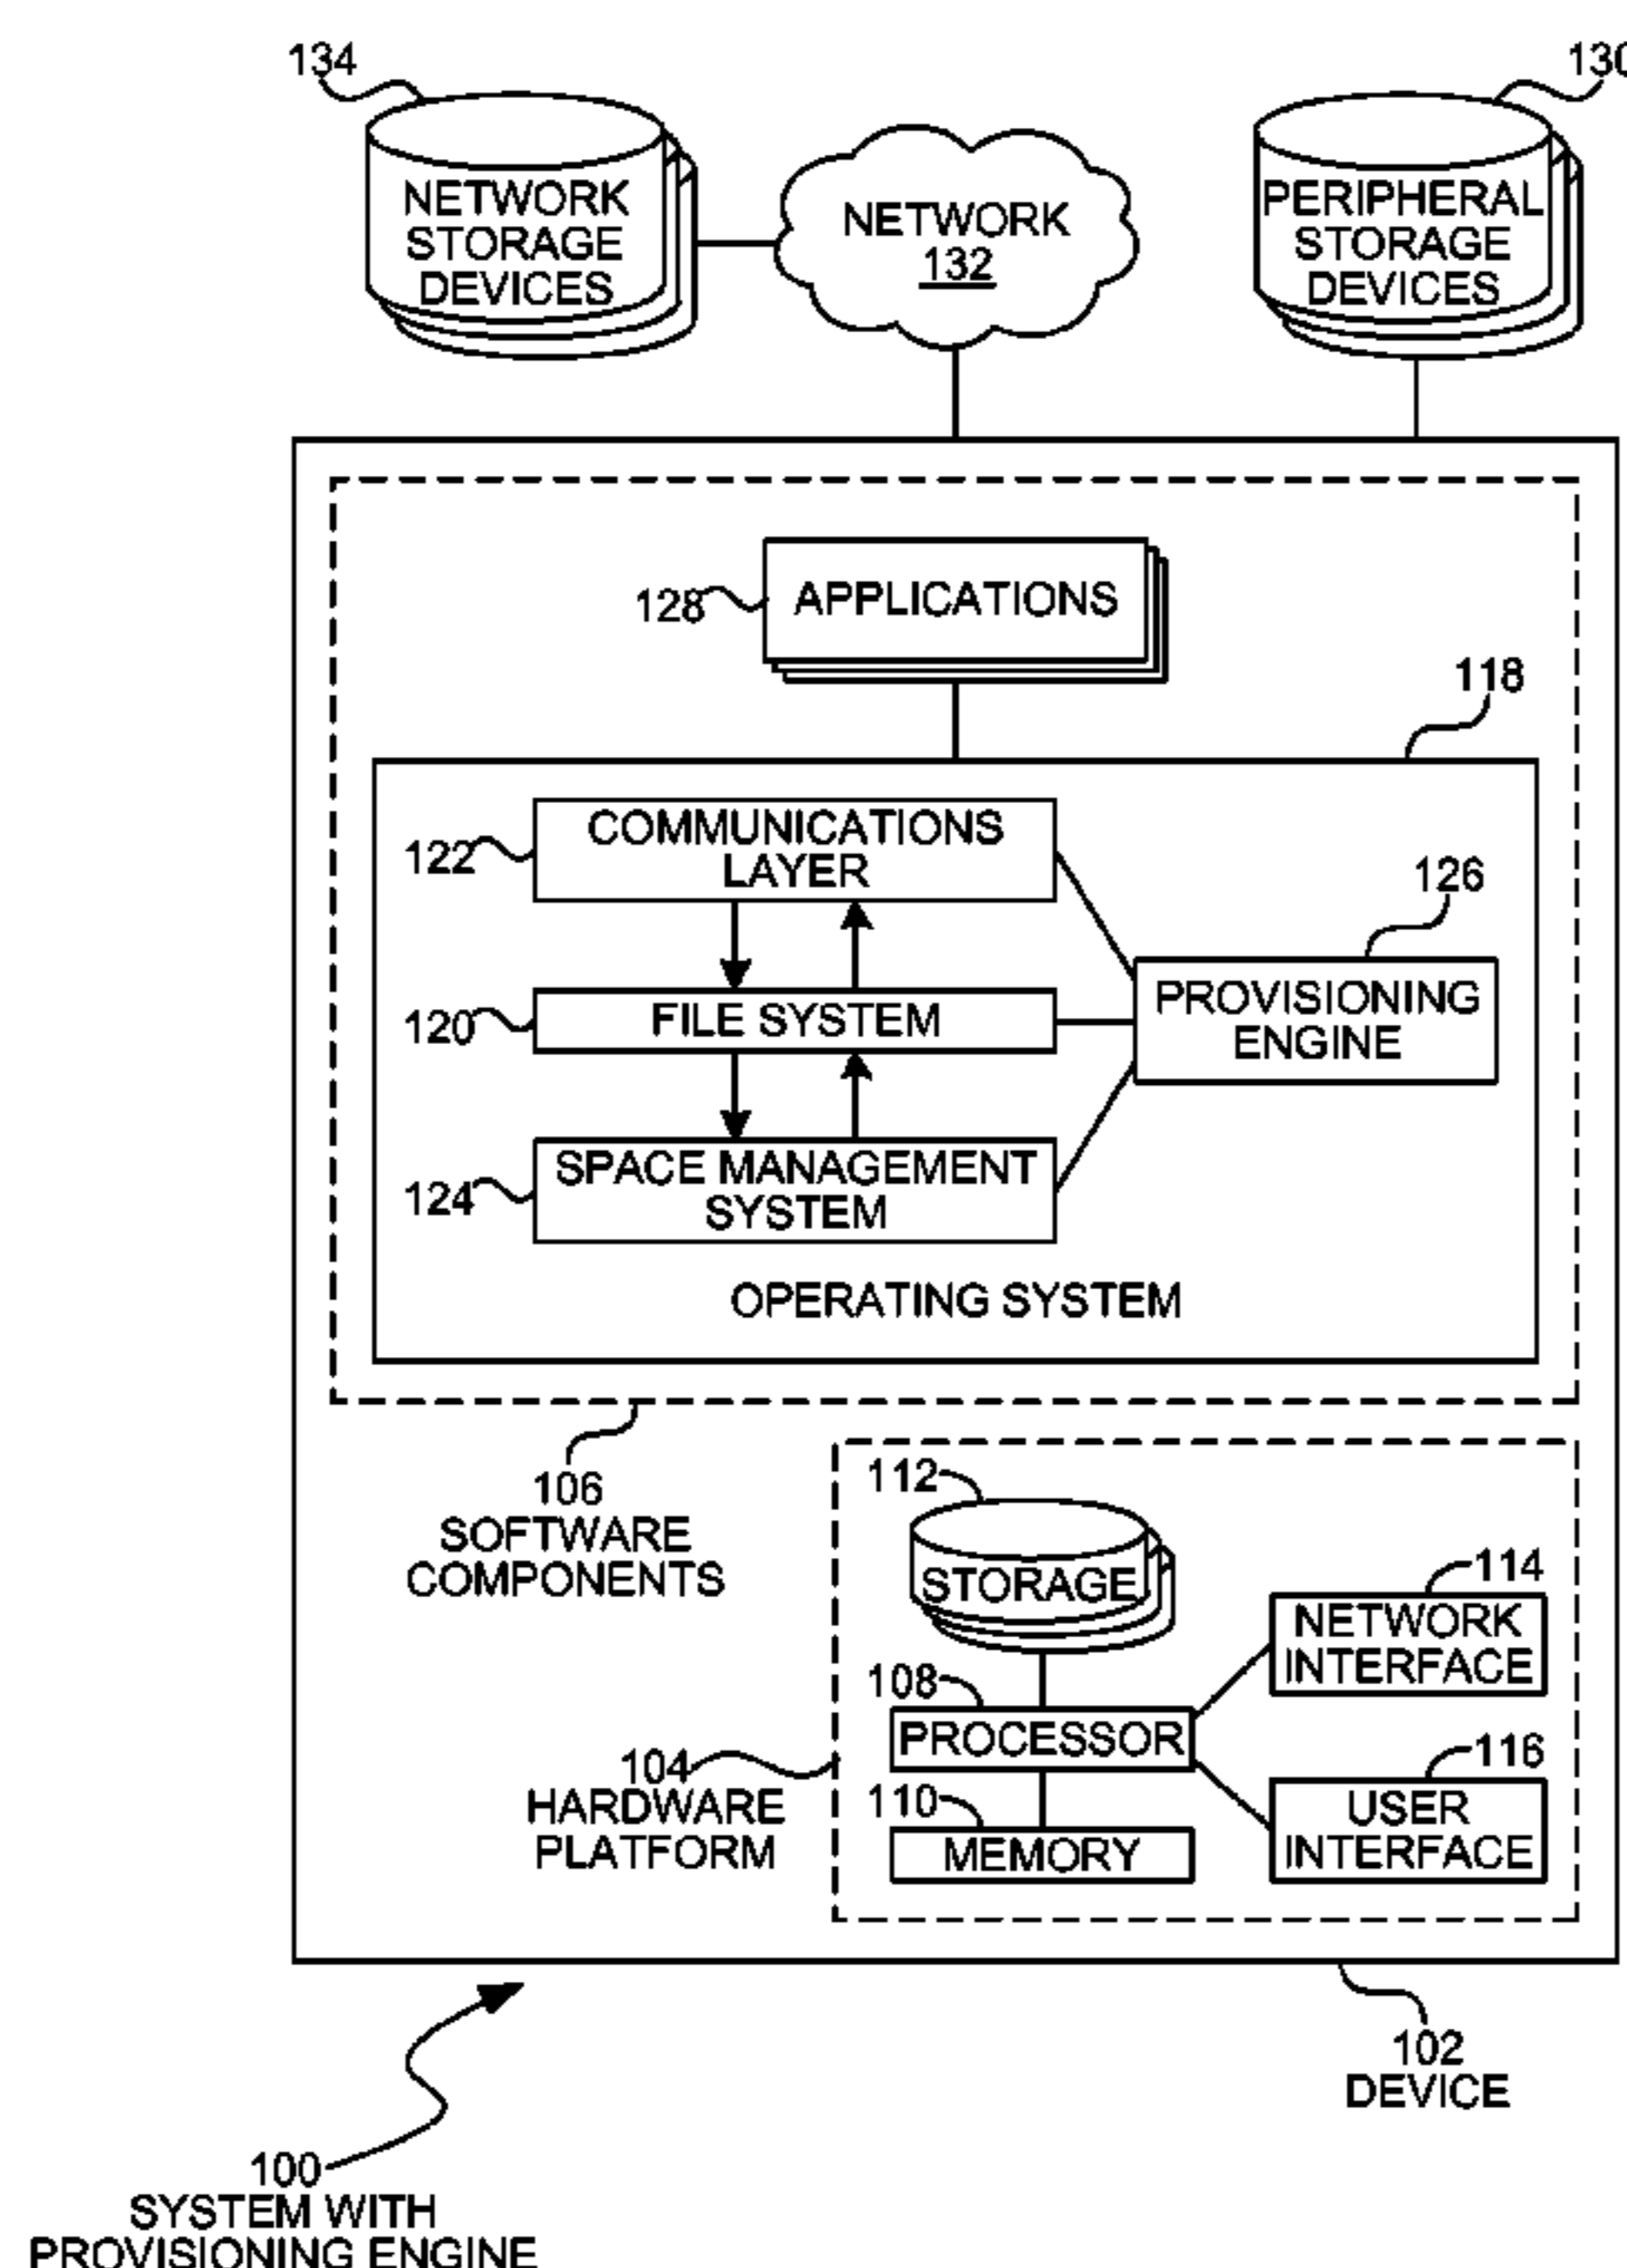 134
130
NETWORK
STORAGE
DEVICES
NETWORK
132
PERIPHERAL
STORAGE
DEVICES
128
APPLICATIONS
118
122
COMMUNICATIONS
LAYER
126
120
FILE SYSTEM
PROVISIONING
ENGINE
124
SPACE MANAGEMENT
SYSTEM
OPERATING SYSTEM
106
SOFTWARE
COMPONENTS
112
STORAGE
114
NETWORK
INTERFACE
108
PROCESSOR
104
HARDWARE
PLATFORM
110
MEMORY
116
USER
INTERFACE
102
DEVICE
100
SYSTEM WITH
PROVISIONING ENGINE